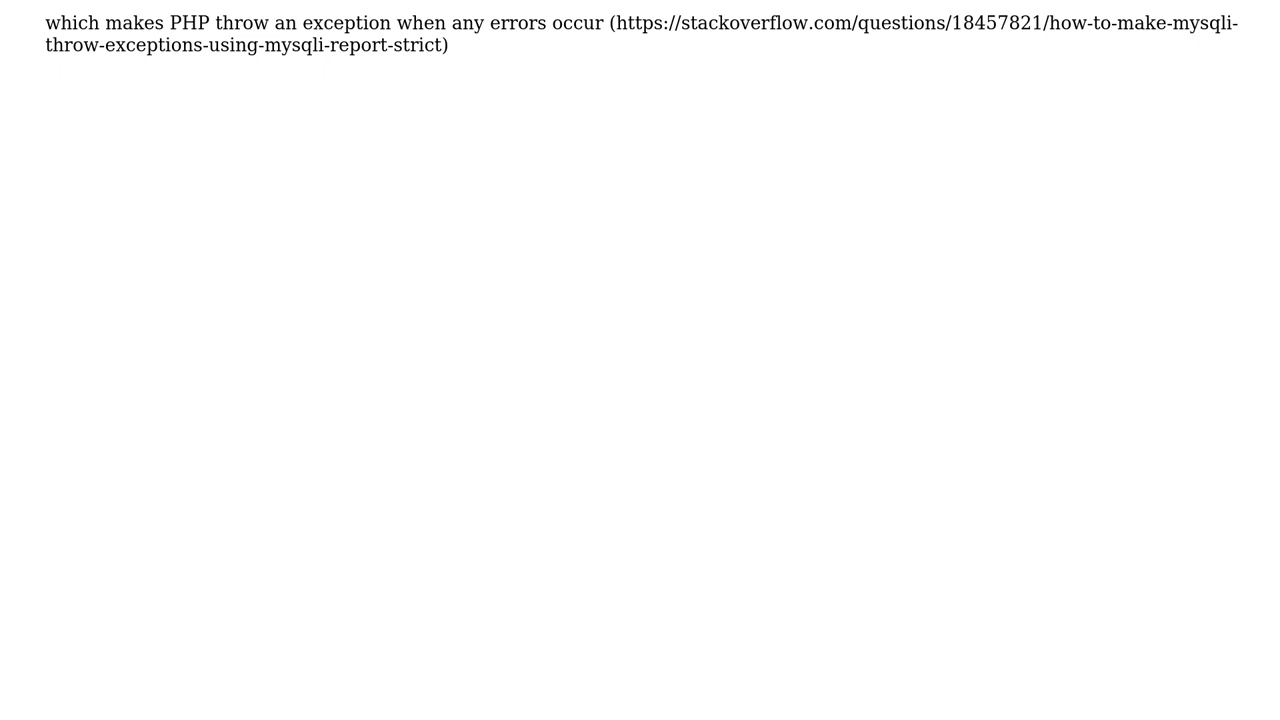 which makes PHP throw an exception when any errors occur (https://stackoverflow.com/questions/18457821/how-to-make-mysqli-
throw-exceptions-using-mysqli-report-strict)